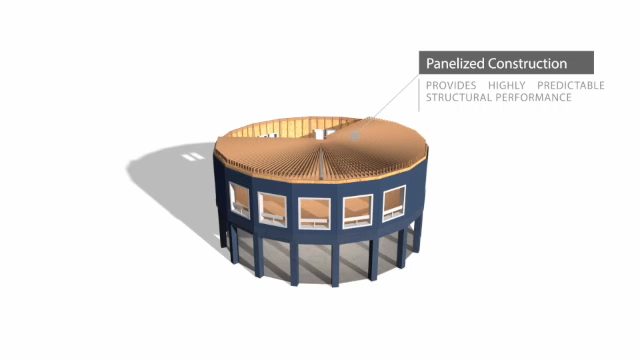 Panelized Construction
PROVIDES HIGHLY PREDICTABLE
STRUCTURAL PERFORMANCE